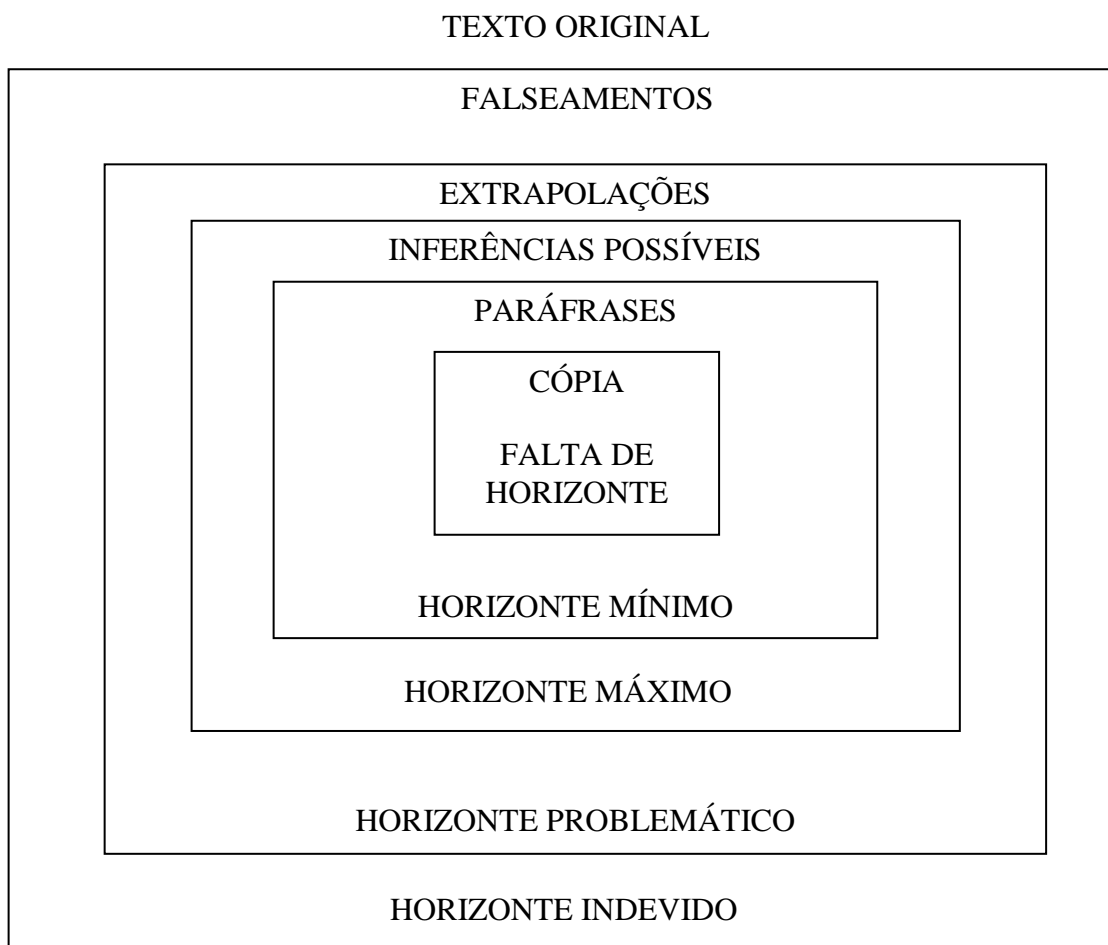 TEXTO ORIGINAL
FALSEAMENTOS
EXTRAPOLAÇÕES
INFERÊNCIAS POSSÍVEIS
PARÁFRASES
CÓPIA
FALTA DE
HORIZONTE
HORIZONTE MÍNIMO
HORIZONTE MÁXIMO
HORIZONTE PROBLEMÁTICO
HORIZONTE INDEVIDO